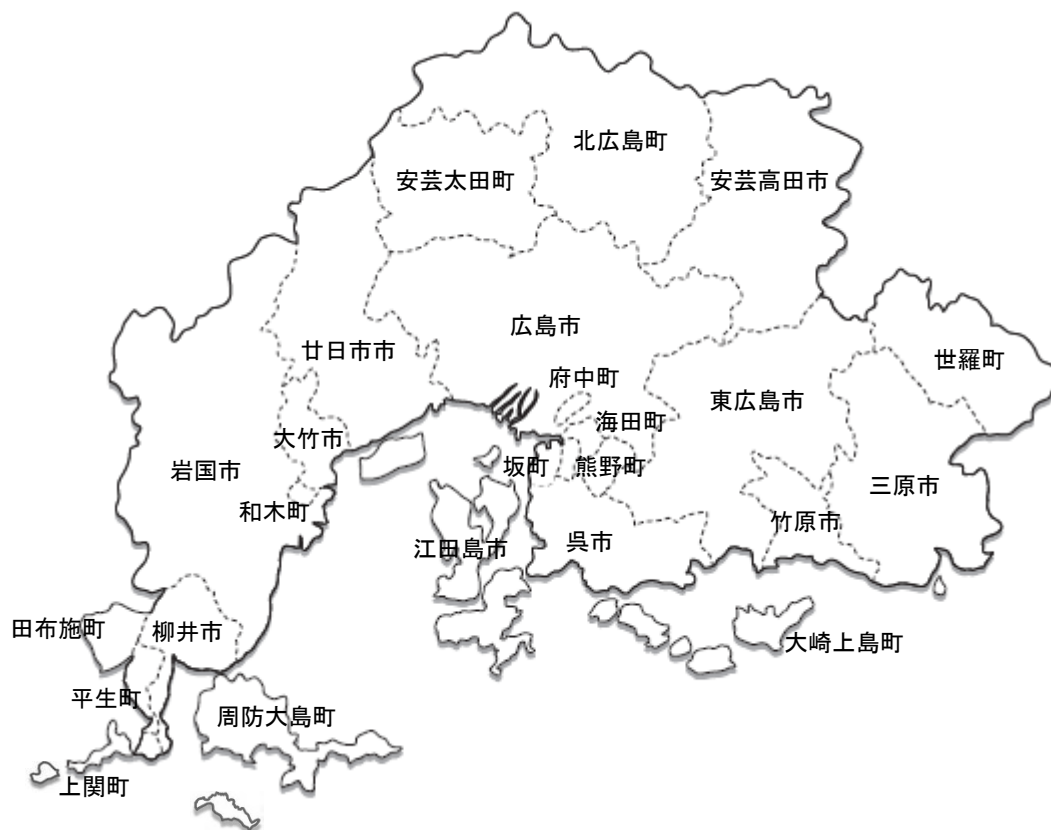 北広島町
安芸太田町
安芸高田市
広島市
廿日市市
世羅町
府中町
東広島市
海田町
大竹市
坂町
熊野町
岩国市
三原市
和木町
竹原市
江田島市
呉市
田布施町
柳井市
大崎上島町
平生町
周防大島町
上関町